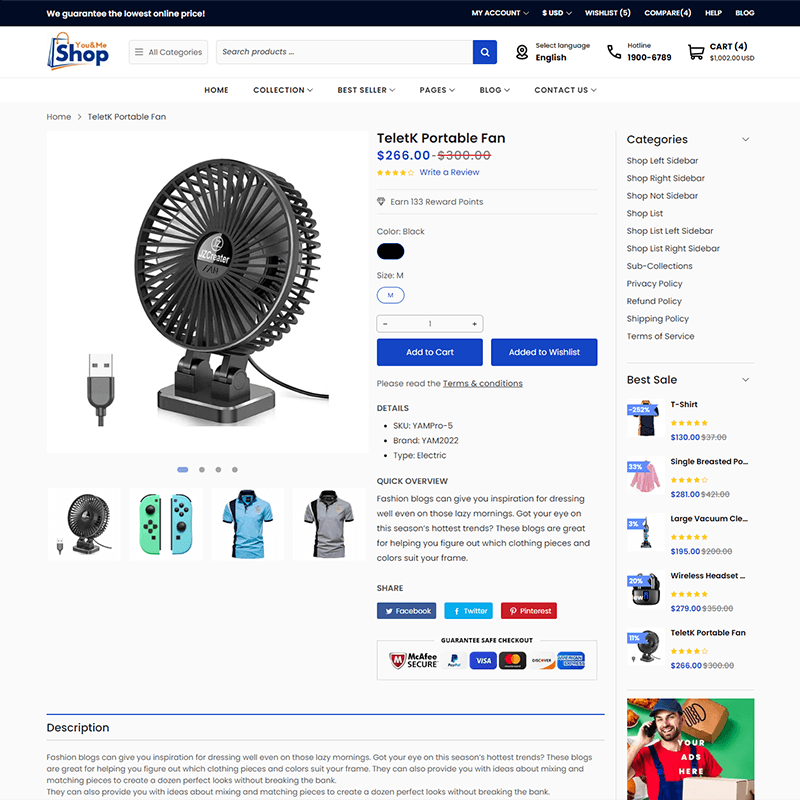 We guarantee the lowest online price!
MY ACCOUNT
$ USD
WISHLIST (5)
COMPARE(4)
HELP
BLOG
You&Me
Shop
All Categories
Search products ...
Select language
English
Hotline
1900-6789
CART (4)
$1,002.00 USD
HOME
COLLECTION
BEST SELLER
PAGES
BLOG
CONTACT US
Home > TeletK Portable Fan
JZCreater
FAN
TeletK Portable Fan
$266.00-$300.00
Write a Review
Earn 133 Reward Points
Color: Black
Size: M
M
- 1 +
Add to Cart
Added to Wishlist
Please read the Terms & conditions
DETAILS
SKU: YAMPro-5
Brand: YAM2022
Type: Electric
QUICK OVERVIEW
Fashion blogs can give you inspiration for dressing
well even on those lazy mornings. Got your eye on
this season's hottest trends? These blogs are great
for helping you figure out which clothing pieces and
colors suit your frame.
SHARE
Facebook
Twitter
Pinterest
GUARANTEE SAFE CHECKOUT
McAfee
SECURE
PayPal
VISA
mastercard
DISCOVER
AMERICAN
EXPRESS
Categories
Shop Left Sidebar
Shop Right Sidebar
Shop Not Sidebar
Shop List
Shop List Left Sidebar
Shop List Right Sidebar
Sub-Collections
Privacy Policy
Refund Policy
Shipping Policy
Terms of Service
Best Sale
-252%
T-Shirt
$130.00 $37.00
33%
Single Breasted Po...
$281.00 $421.00
3%
Large Vacuum Cle...
$195.00 $200.00
20%
Wireless Headset ...
$279.00 $350.00
11%
TeletK Portable Fan
$266.00 $300.00
YOUR
ADS
HERE
Description
Fashion blogs can give you inspiration for dressing well even on those lazy mornings. Got your eye on this season's hottest trends? These blogs
are great for helping you figure out which clothing pieces and colors suit your frame. They can also provide you with ideas about mixing and
matching pieces to create a dozen perfect looks without breaking the bank.
They can also provide you with ideas about mixing and matching pieces to create a dozen perfect looks without breaking the bank.